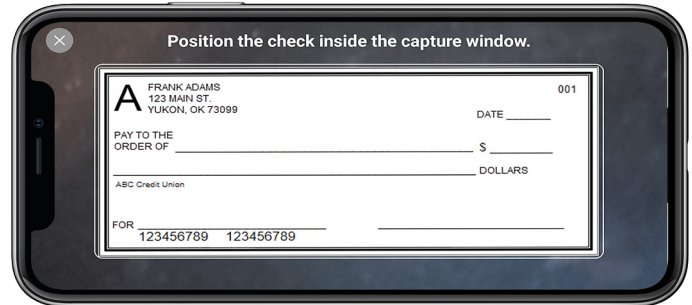 Position the check inside the capture window.
A
FRANK ADAMS
123 MAIN ST.
YUKON, OK 73099
001
DATE
PAY TO THE
ORDER OF
$
DOLLARS
ABC Credit Union
FOR
123456789 123456789